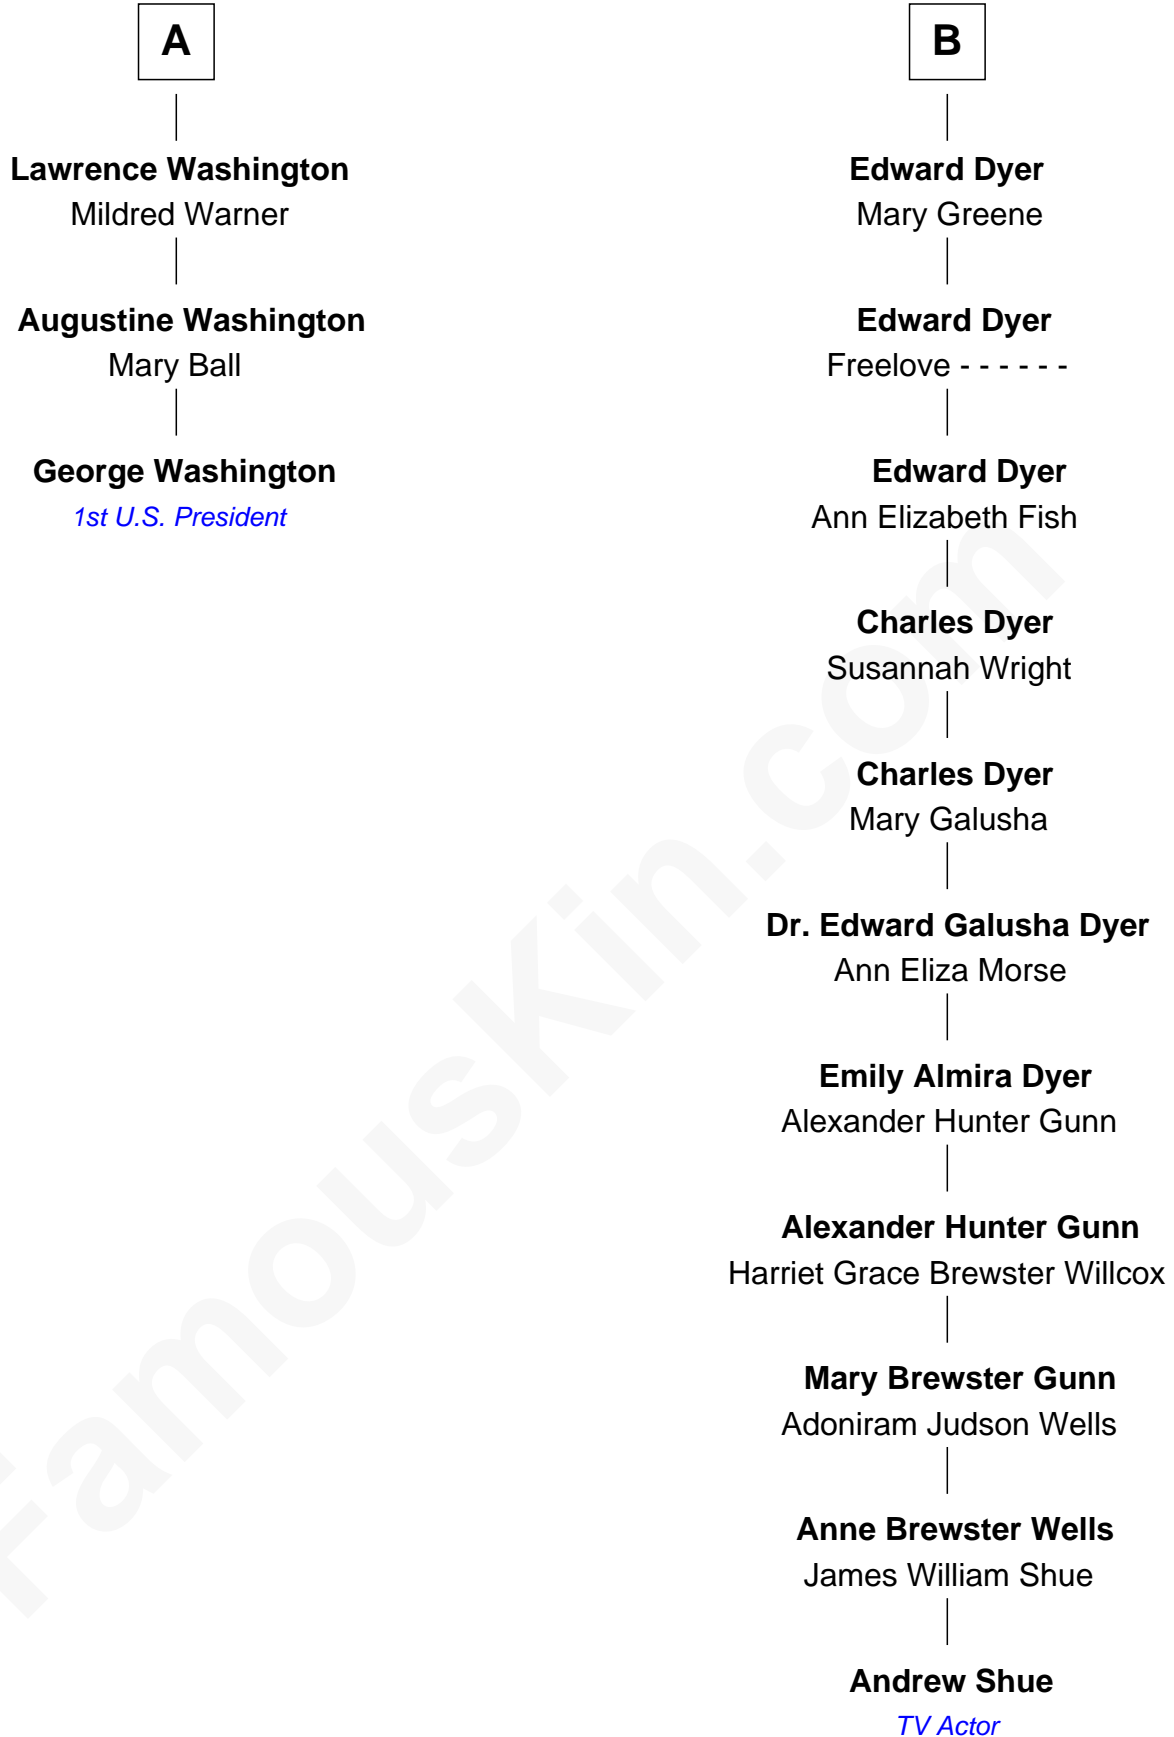 A
Lawrence Washington
Mildred Warner
Augustine Washington
Mary Ball
George Washington
1st U.S. President
B
Edward Dyer
Mary Greene
Edward Dyer
Freelove - - - - - -
Edward Dyer
Ann Elizabeth Fish
Charles Dyer
Susannah Wright
Charles Dyer
Mary Galusha
Dr. Edward Galusha Dyer
Ann Eliza Morse
Emily Almira Dyer
Alexander Hunter Gunn
Alexander Hunter Gunn
Harriet Grace Brewster Willcox
Mary Brewster Gunn
Adoniram Judson Wells
Anne Brewster Wells
James William Shue
Andrew Shue
TV Actor
FamousKin.com